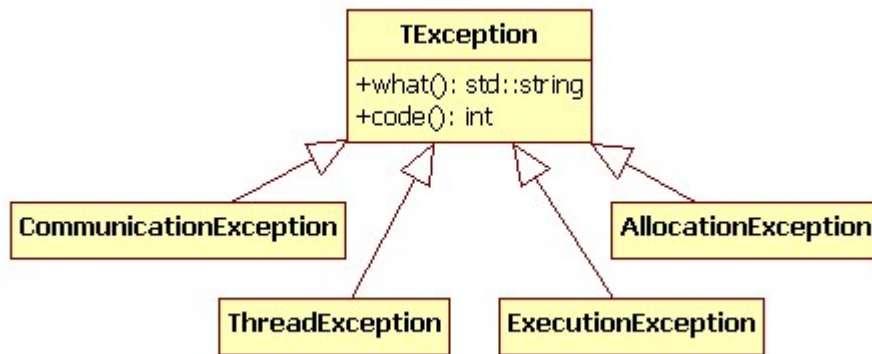 TException
+what(): std::string
+code(): int
CommunicationException
AllocationException
ThreadException
ExecutionException